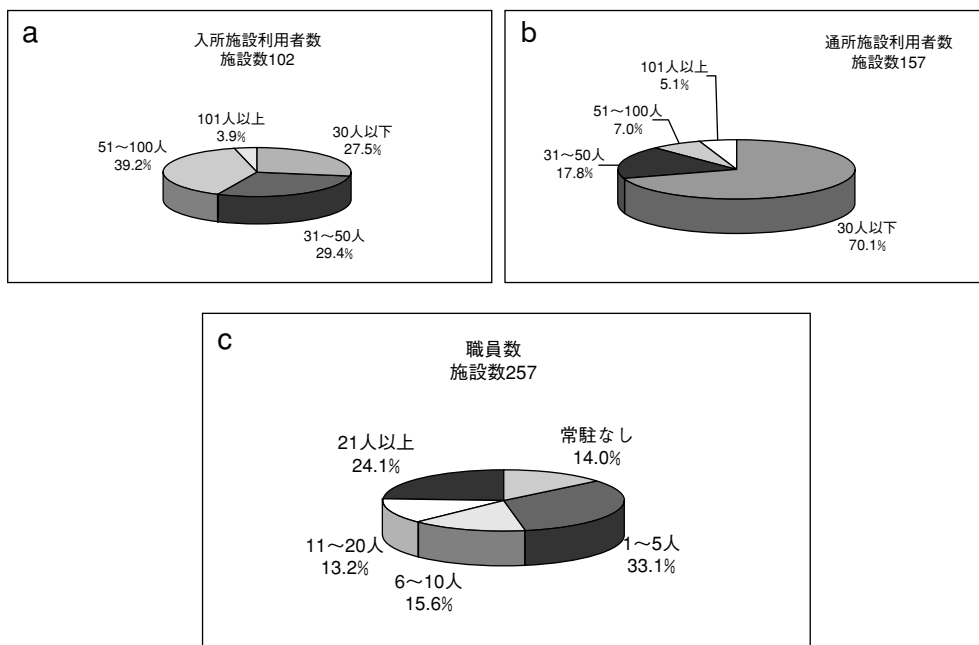 a
入所施設利用者数
施設数102
101人以上
3.9%
30人以下
27.5%
51〜100人
39.2%
31〜50人
29.4%
b
通所施設利用者数
施設数157
101人以上
5.1%
51〜100人
7.0%
31〜50人
17.8%
30人以下
70.1%
c
職員数
施設数257
21人以上
24.1%
常駐なし
14.0%
11〜20人
13.2%
6〜10人
15.6%
1〜5人
33.1%